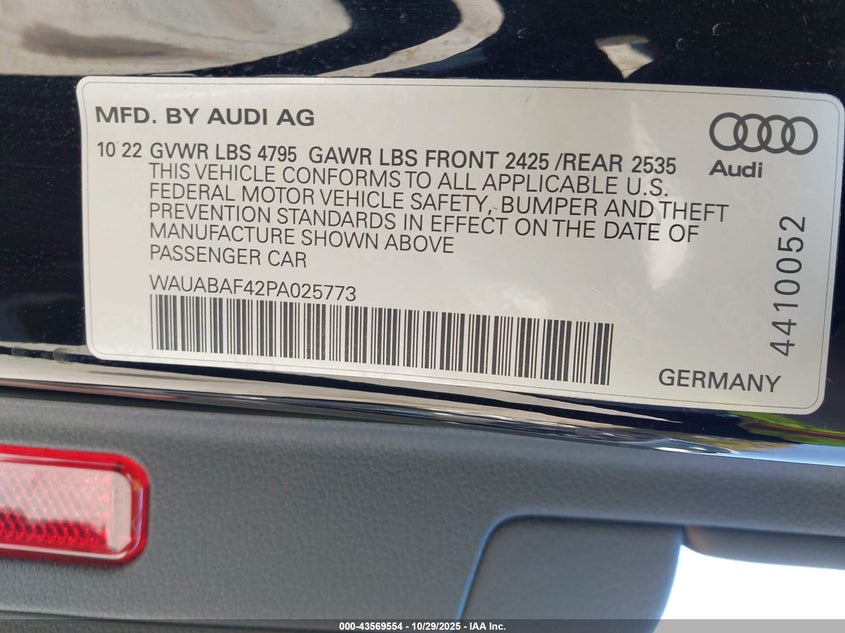 MFD. BY AUDI AG
10 22 GVWR LBS 4795 GAWR LBS FRONT 2425 /REAR 2535
THIS VEHICLE CONFORMS TO ALL APPLICABLE U.S.
FEDERAL MOTOR VEHICLE SAFETY, BUMPER AND THEFT
PREVENTION STANDARDS IN EFFECT ON THE DATE OF
MANUFACTURE SHOWN ABOVE
PASSENGER CAR
WAUABAF42PA025773
Audi
4410052
GERMANY
000-43569554 - 10/29/2025 - IAA Inc.